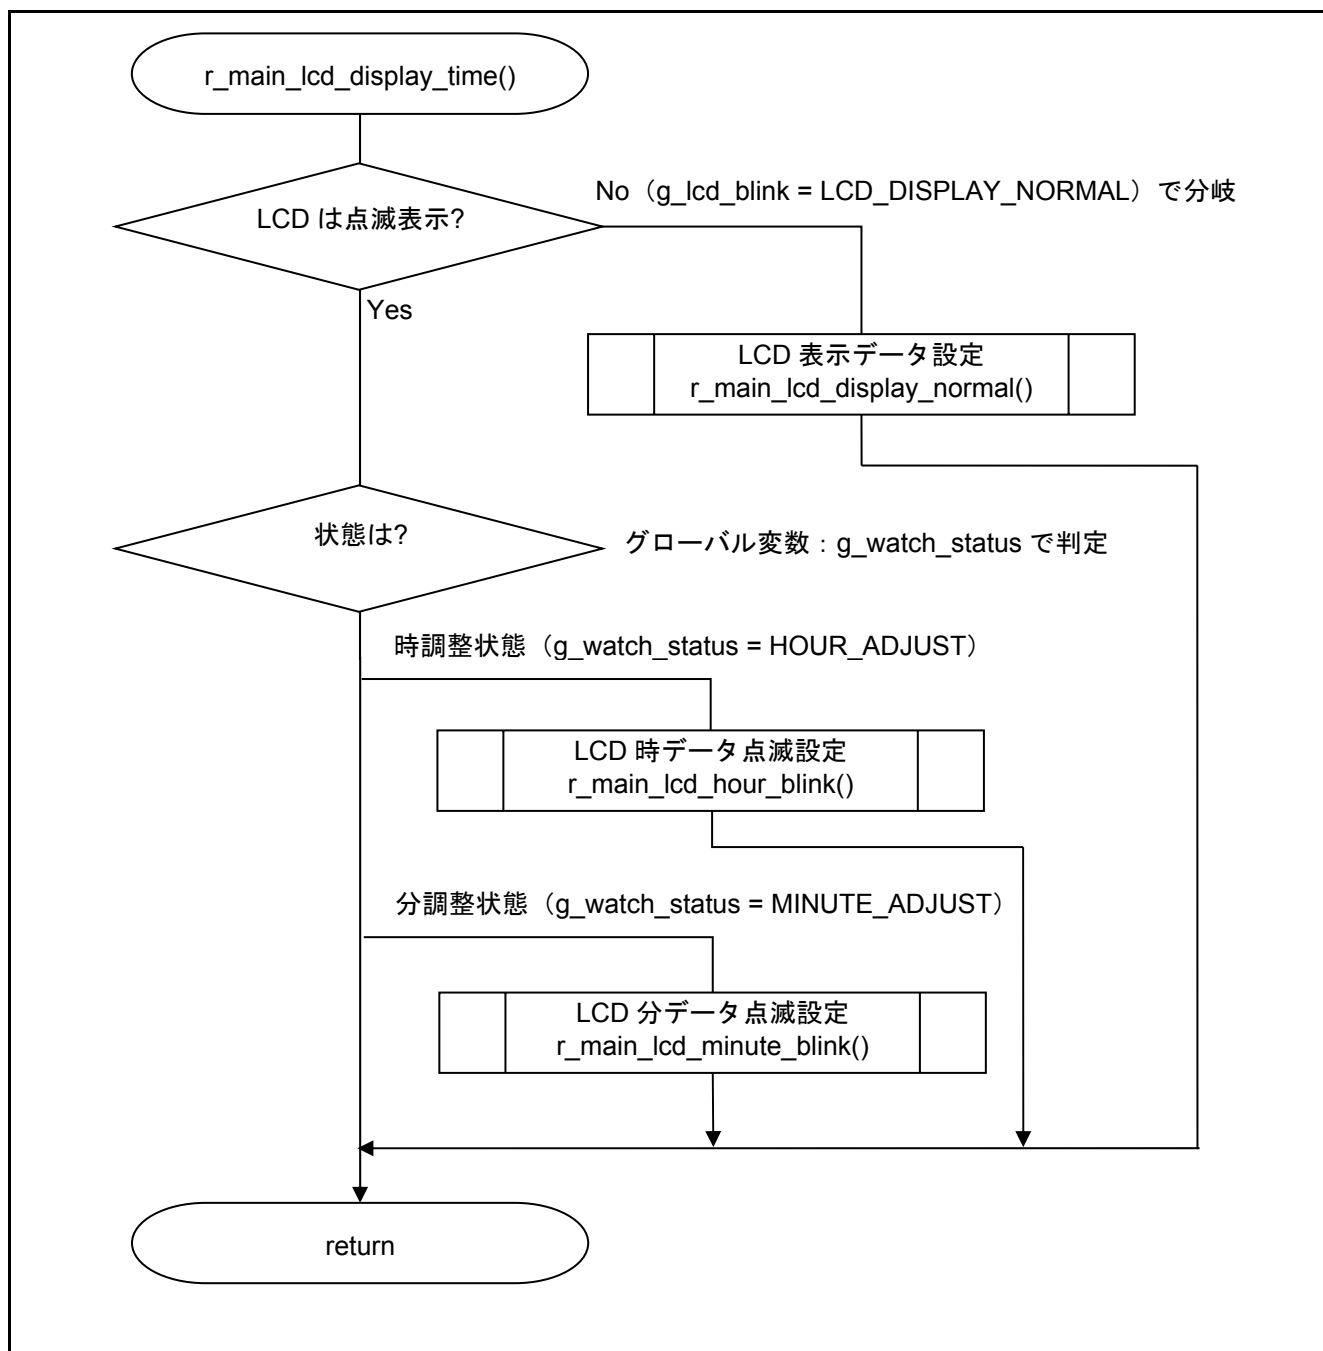 r_main_lcd_display_time()
LCD は点滅表示?
No（g_lcd_blink = LCD_DISPLAY_NORMAL）で分岐
Yes
LCD 表示データ設定
r_main_lcd_display_normal()
状態は?
グローバル変数：g_watch_status で判定
時調整状態（g_watch_status = HOUR_ADJUST）
LCD 時データ点滅設定
r_main_lcd_hour_blink()
分調整状態（g_watch_status = MINUTE_ADJUST）
LCD 分データ点滅設定
r_main_lcd_minute_blink()
return